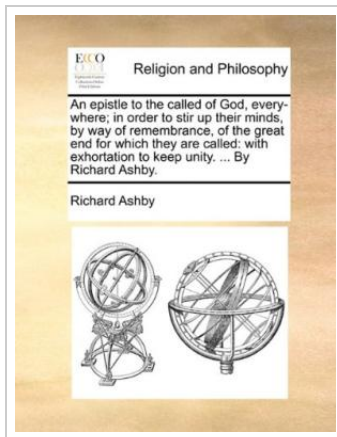 ECCO
Religion and Philosophy
An epistle to the called of God, every-
where; in order to stir up their minds,
by way of remembrance, of the great
end for which they are called: with
exhortation to keep unity. ... By
Richard Ashby.
Richard Ashby